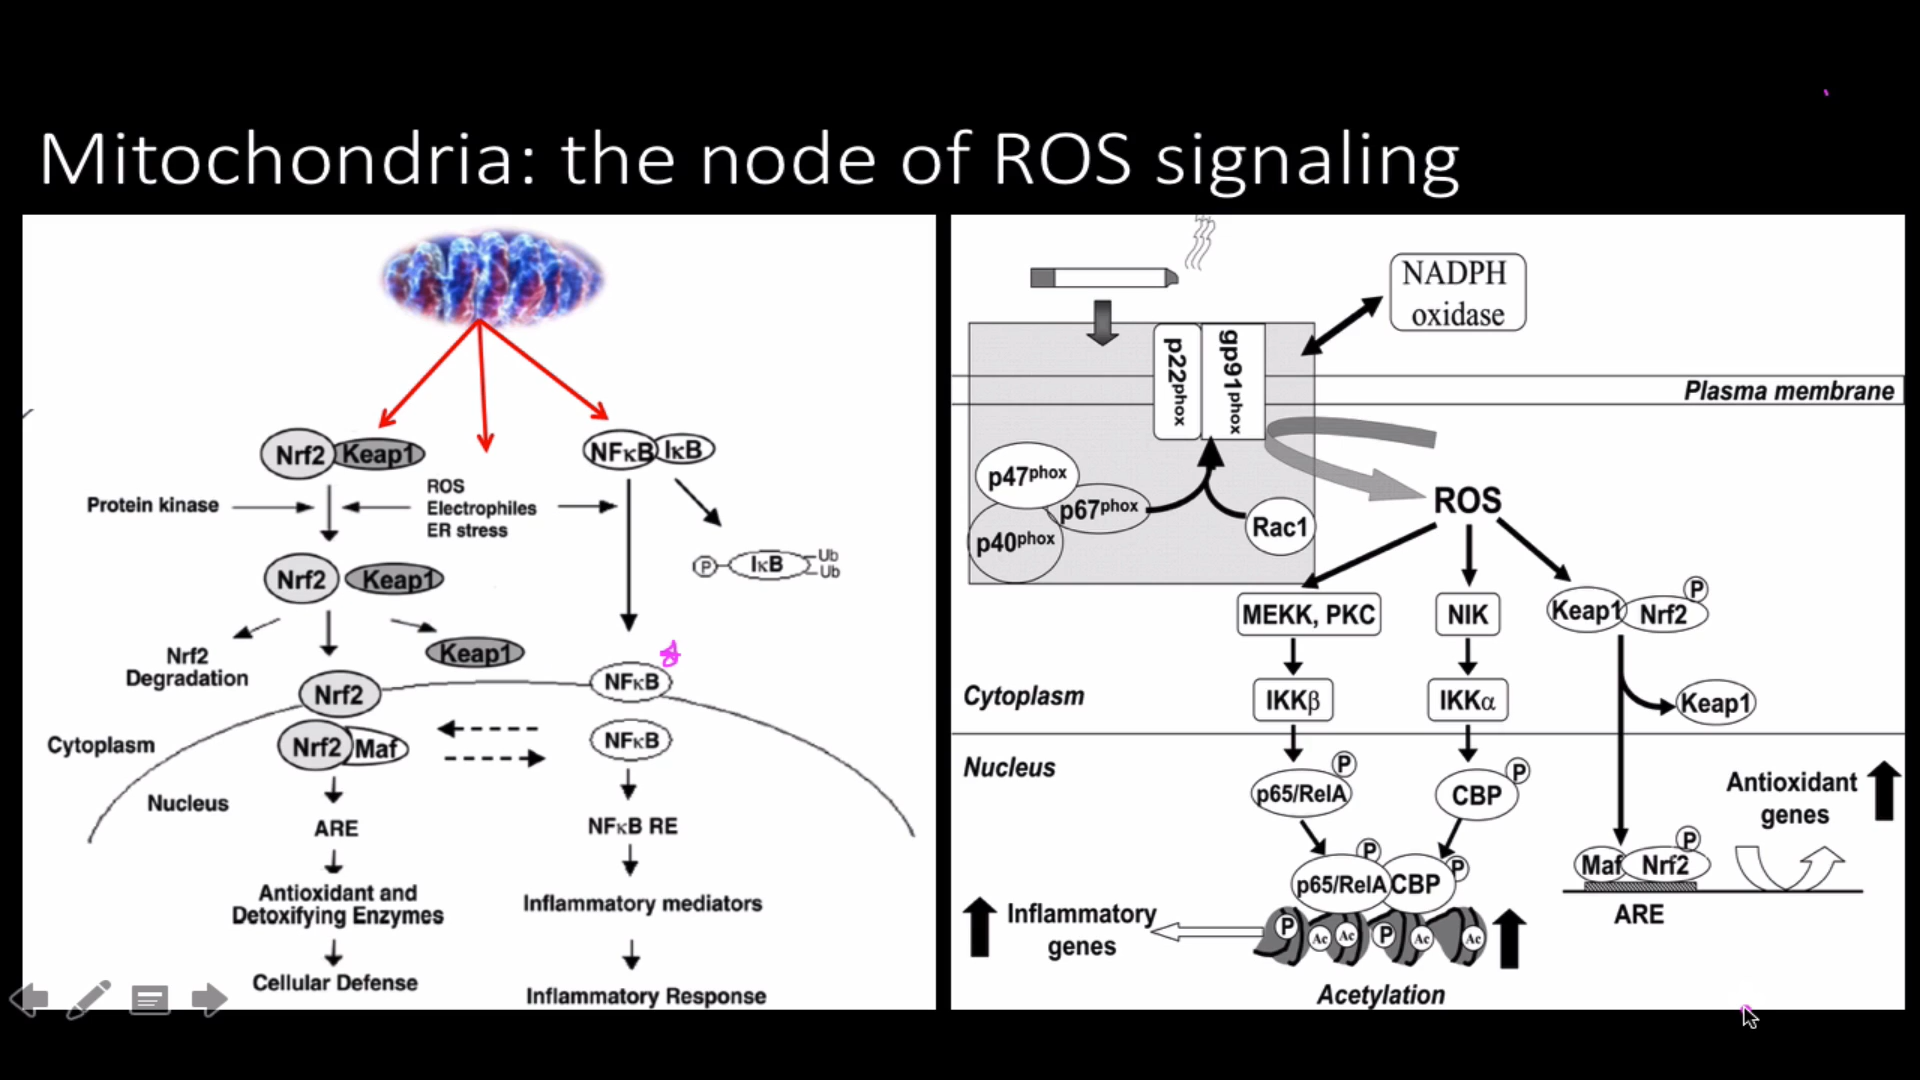 Mitochondria: the node of ROS signaling
Nrf2 Keap1
NFκB IκB
Protein kinase
ROS
Electrophiles
ER stress
P IκB Ub
Ub
Nrf2 Keap1
Nrf2
Degradation
Keap1
Nrf2
NFκB
Cytoplasm
Nrf2 Maf
NFκB
Nucleus
ARE
NFκB RE
Antioxidant and
Detoxifying Enzymes
Inflammatory mediators
Cellular Defense
Inflammatory Response
NADPH
oxidase
p22phox
gp91phox
Plasma membrane
p47phox
p67phox
p40phox
Rac1
ROS
MEKK, PKC
NIK
Keap1 Nrf2 P
Cytoplasm
IKKβ
IKKα
Keap1
Nucleus
p65/RelA P
CBP P
Antioxidant
genes
p65/RelA P CBP P
Maf Nrf2 P
ARE
Inflammatory
genes
P Ac Ac P Ac Ac
Acetylation